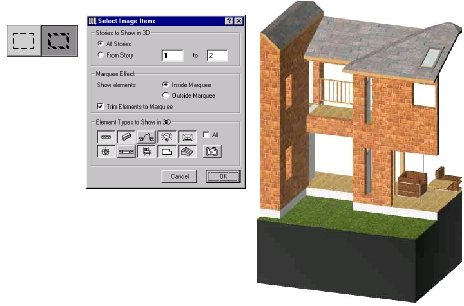 Select Image Items
Stories to Show in 3D
All Stories
From Story 1 to 2
Marquee Effect
Show elements: Inside Marquee
Outside Marquee
Trim Elements to Marquee
Element Types to Show in 3D
All
Cancel OK